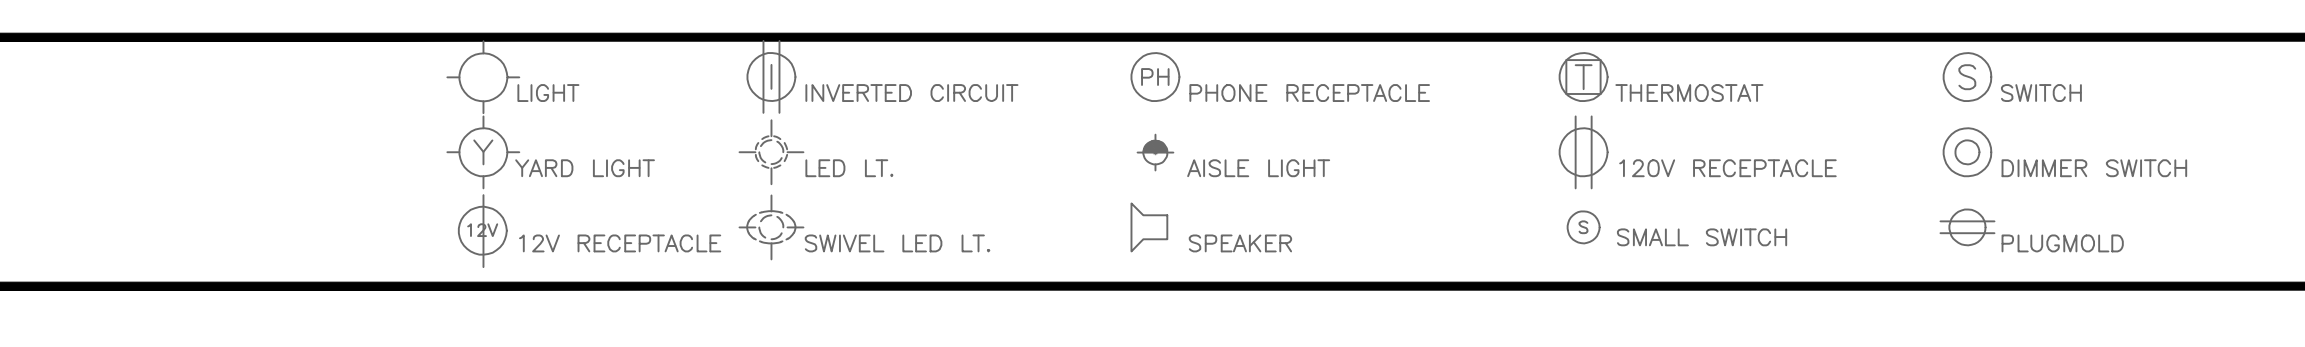 LIGHT
INVERTED CIRCUIT
PH PHONE RECEPTACLE
T THERMOSTAT
S SWITCH
Y YARD LIGHT
LED LT.
AISLE LIGHT
120V RECEPTACLE
DIMMER SWITCH
12V 12V RECEPTACLE
SWIVEL LED LT.
SPEAKER
S SMALL SWITCH
PLUGMOLD